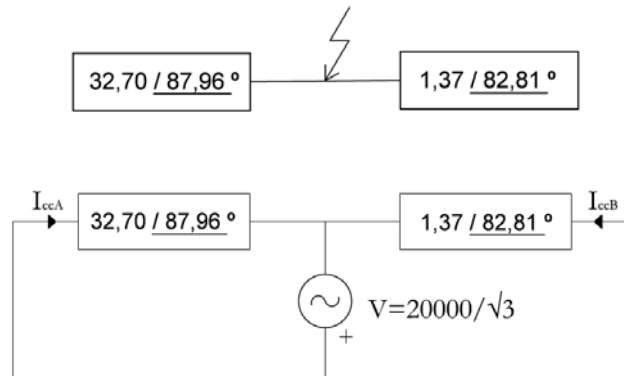 32,70 / 87,96 º 1,37 / 82,81 º
IccA IccB
32,70 / 87,96 º 1,37 / 82,81 º
V=20000/√3
+